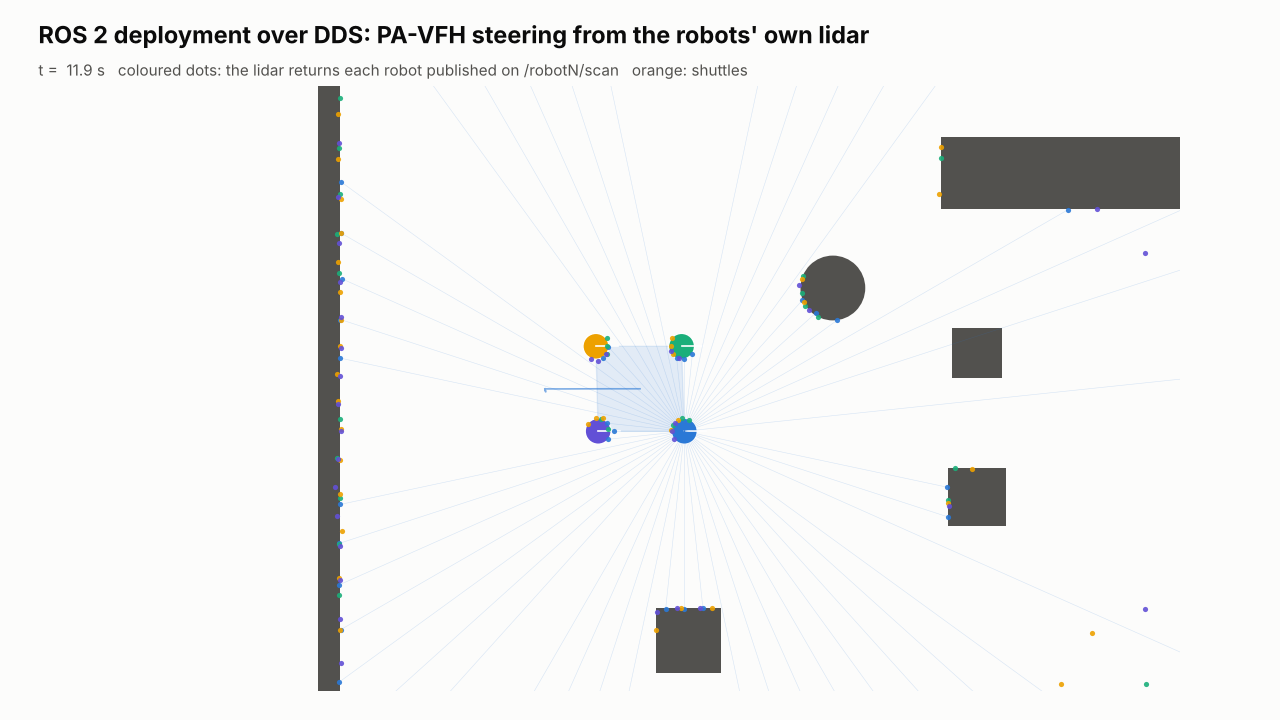 ROS 2 deployment over DDS: PA-VFH steering from the robots' own lidar
t = 11.9 s coloured dots: the lidar returns each robot published on /robotN/scan orange: shuttles